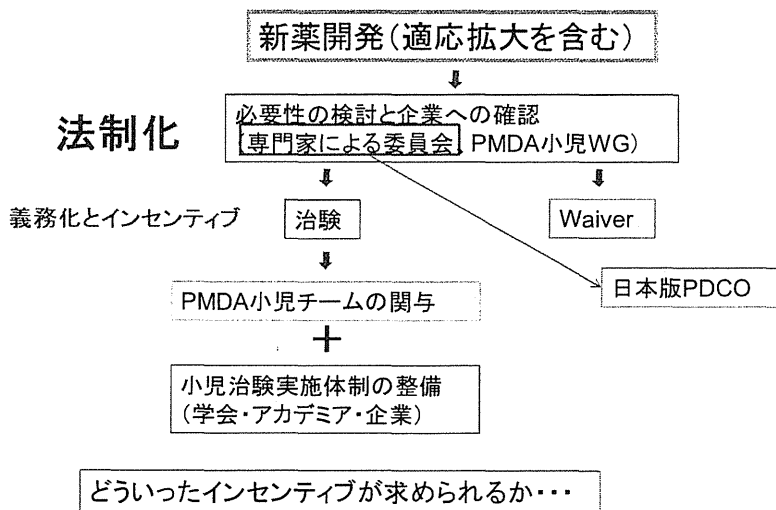 新薬開発(適応拡大を含む)
法制化
必要性の検討と企業への確認
専門家による委員会、PMDA小児WG)
義務化とインセンティブ
治験
Waiver
PMDA小児チームの関与
日本版PDCO
+
小児治験実施体制の整備
(学会・アカデミア・企業)
どういったインセンティブが求められるか・・・